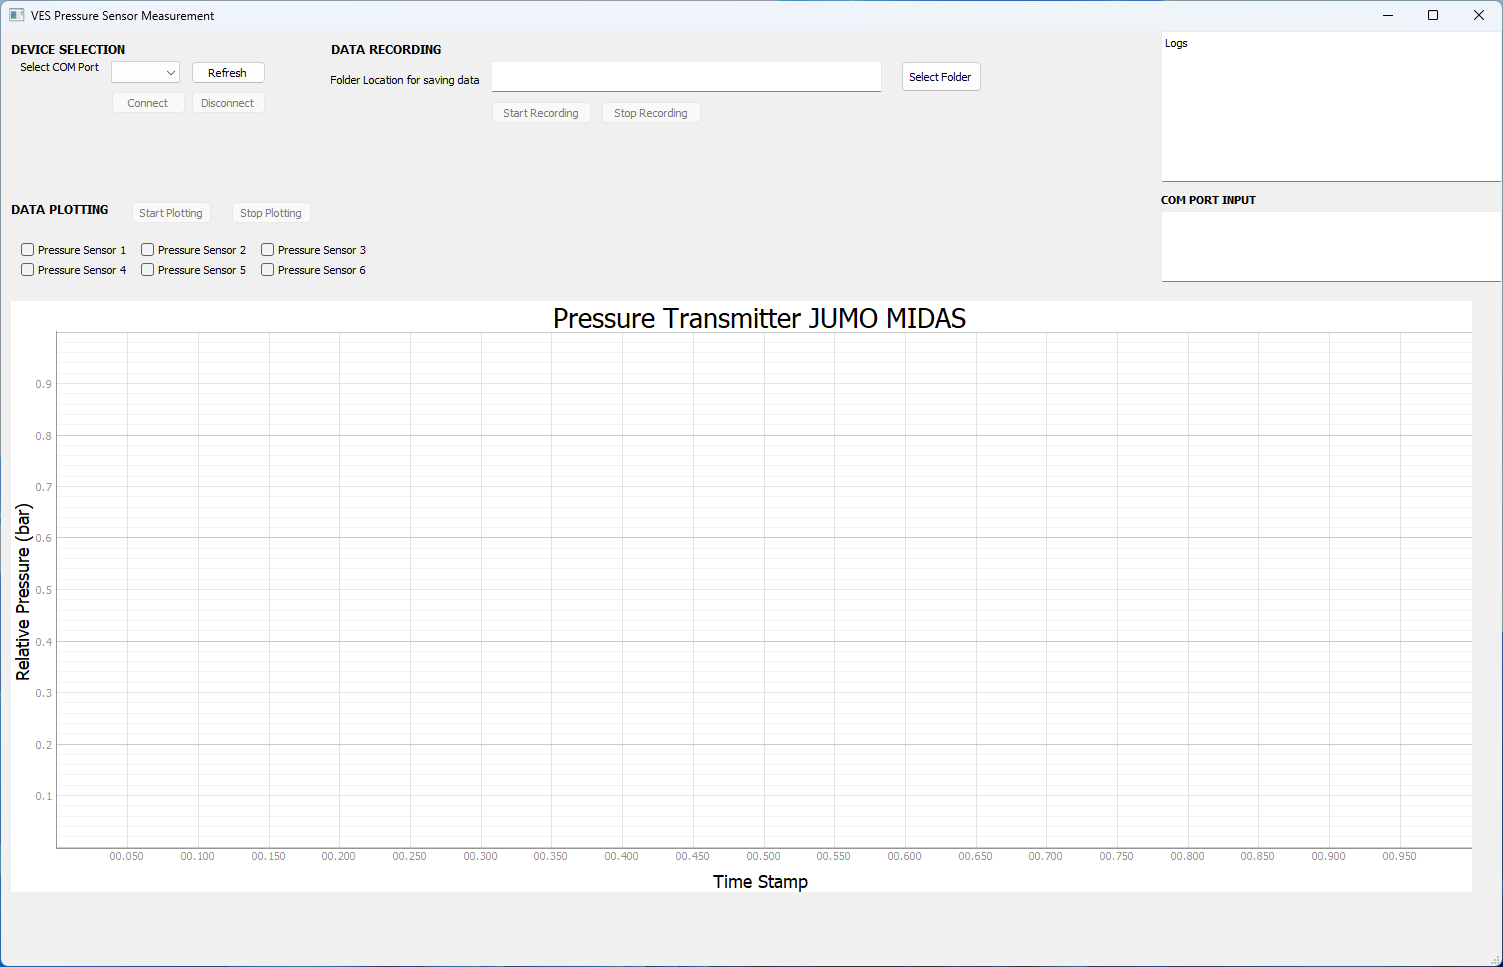 VES Pressure Sensor Measurement
DEVICE SELECTION
Select COM Port
Refresh
Connect
Disconnect
DATA RECORDING
Folder Location for saving data
Select Folder
Start Recording
Stop Recording
Logs
COM PORT INPUT
DATA PLOTTING
Start Plotting
Stop Plotting
Pressure Sensor 1
Pressure Sensor 2
Pressure Sensor 3
Pressure Sensor 4
Pressure Sensor 5
Pressure Sensor 6
Pressure Transmitter JUMO MIDAS
Relative Pressure (bar)
0.9
0.8
0.7
0.6
0.5
0.4
0.3
0.2
0.1
00.050 00.100 00.150 00.200 00.250 00.300 00.350 00.400 00.450 00.500 00.550 00.600 00.650 00.700 00.750 00.800 00.850 00.900 00.950
Time Stamp